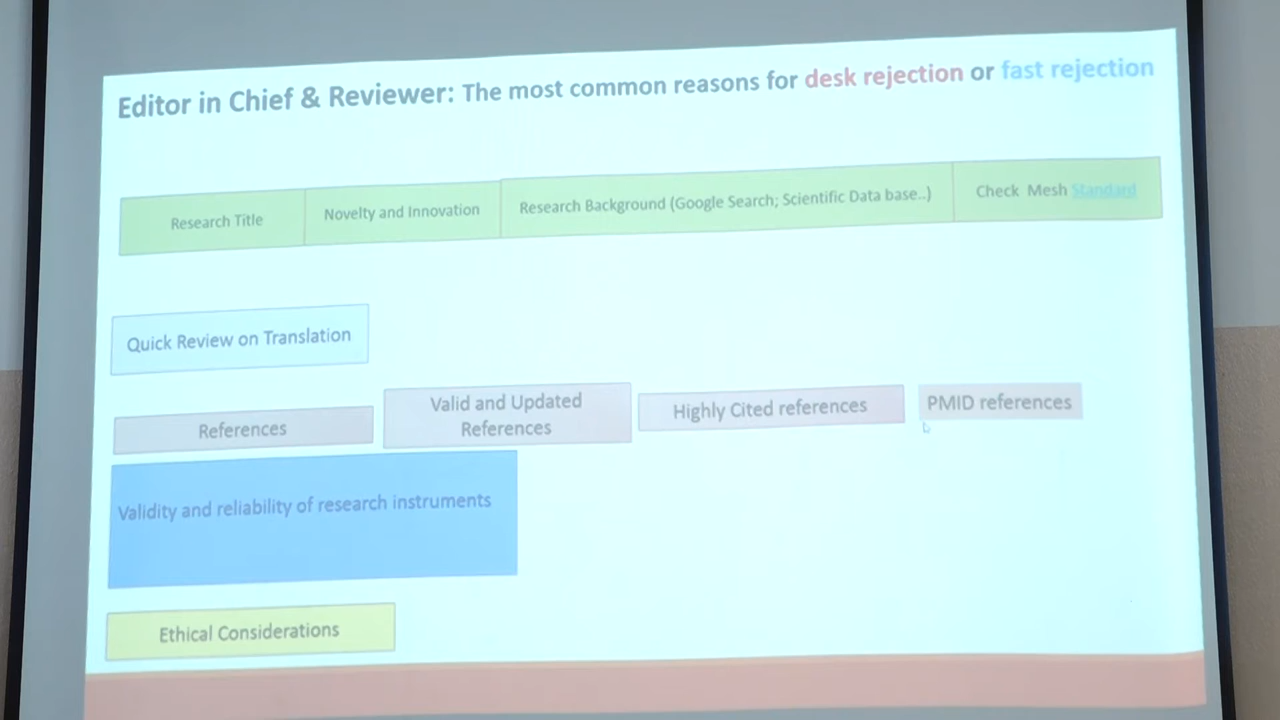 Editor in Chief & Reviewer: The most common reasons for desk rejection or fast rejection
Research Title
Novelty and Innovation
Research Background (Google Search; Scientific Data base..)
Check Mesh Standard
Quick Review on Translation
References
Valid and Updated
References
Highly Cited references
PMID references
Validity and reliability of research instruments
Ethical Considerations